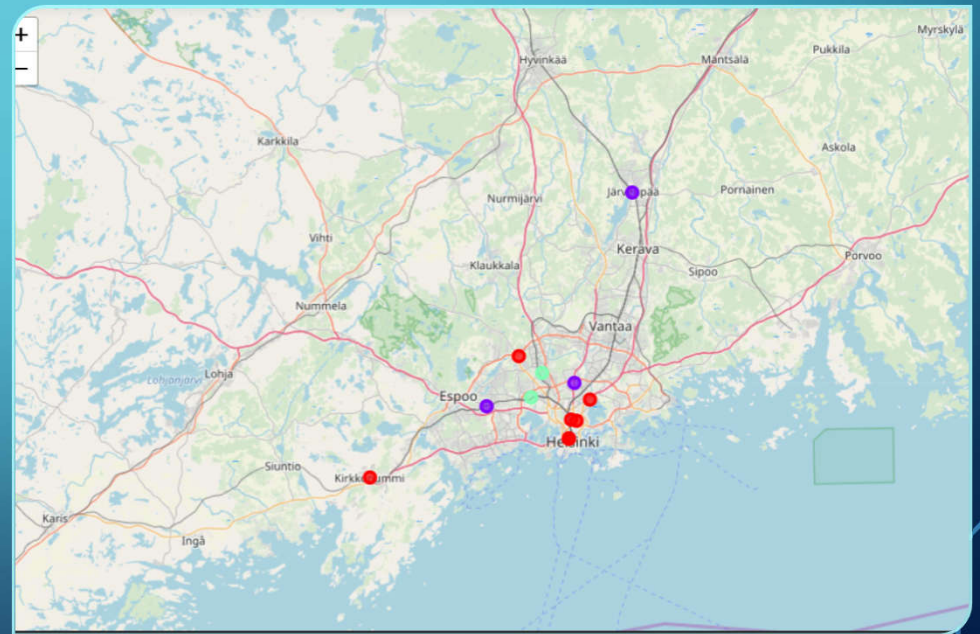 +
−
Myrskylä
Pukkila
Hyvinkää
Mäntsälä
Karkkila
Askola
Järvenpää
Pornainen
Nurmijärvi
Vihti
Kerava
Klaukkala
Sipoo
Porvoo
Nummela
Vantaa
Lohja
Lohjanjärvi
Espoo
Helsinki
Siuntio
Kirkkonummi
Karis
Ingå